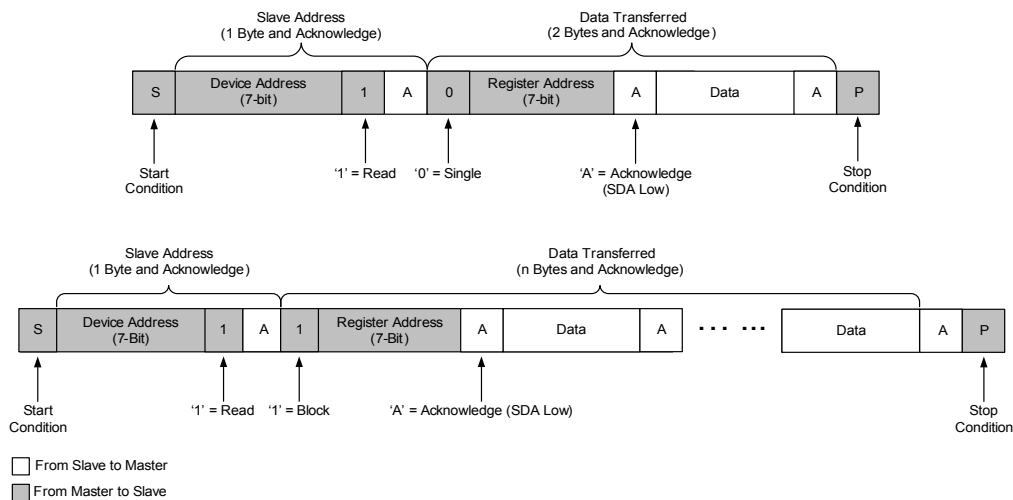 Slave Address
(1 Byte and Acknowledge)
Data Transferred
(2 Bytes and Acknowledge)
S
Device Address
(7-bit)
1
A
0
Register Address
(7-bit)
A
Data
A
P
Start
Condition
‘1’ = Read
‘0’ = Single
‘A’ = Acknowledge
(SDA Low)
Stop
Condition
Slave Address
(1 Byte and Acknowledge)
Data Transferred
(n Bytes and Acknowledge)
S
Device Address
(7-Bit)
1
A
1
Register Address
(7-Bit)
A
Data
A
Data
A
P
Start
Condition
‘1’ = Read
‘1’ = Block
‘A’ = Acknowledge (SDA Low)
Stop
Condition
From Slave to Master
From Master to Slave